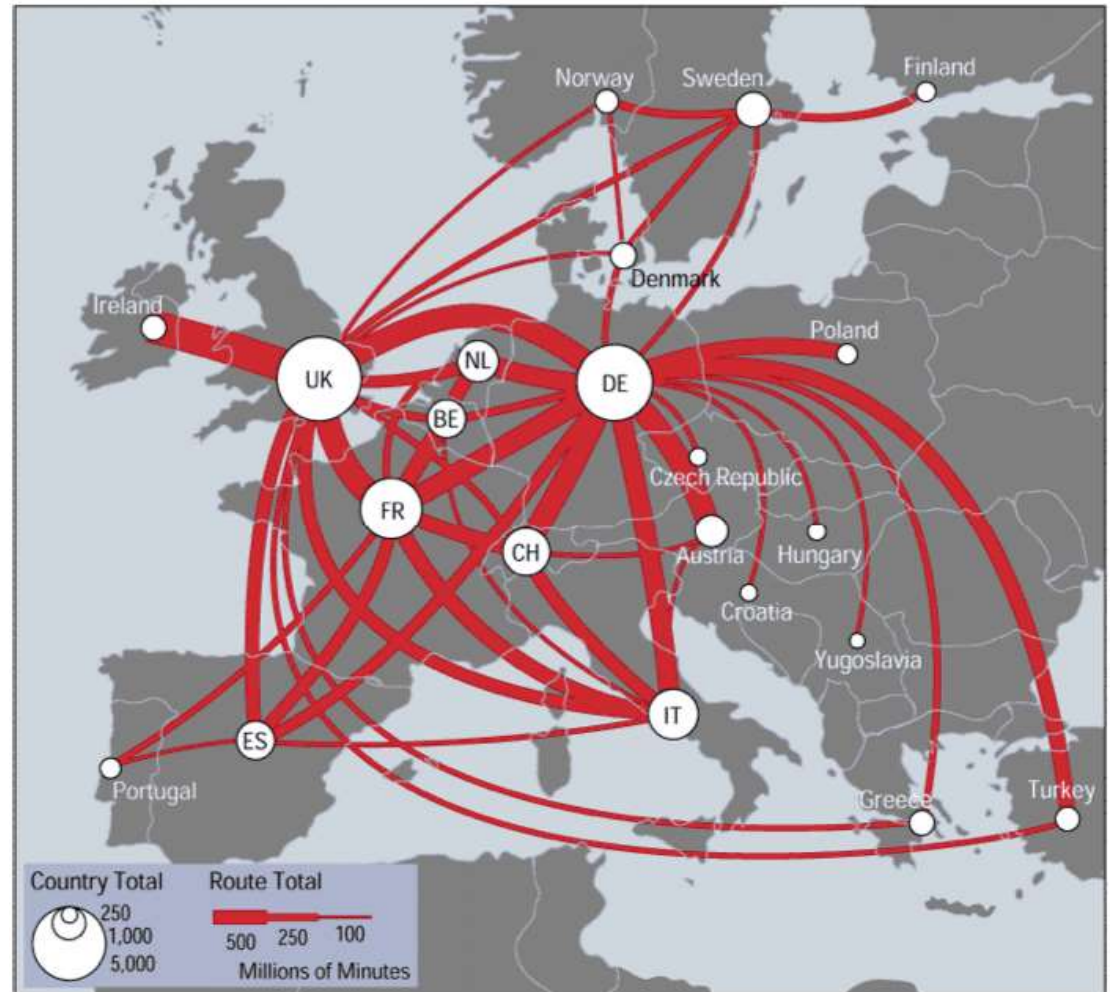 Norway
Sweden
Finland
Denmark
Ireland
Poland
NL
UK
DE
BE
Czech Republic
FR
CH
Austria
Hungary
Croatia
Yugoslavia
IT
ES
Portugal
Greece
Turkey
Country Total
Route Total
250
1,000
5,000
500 250 100
Millions of Minutes